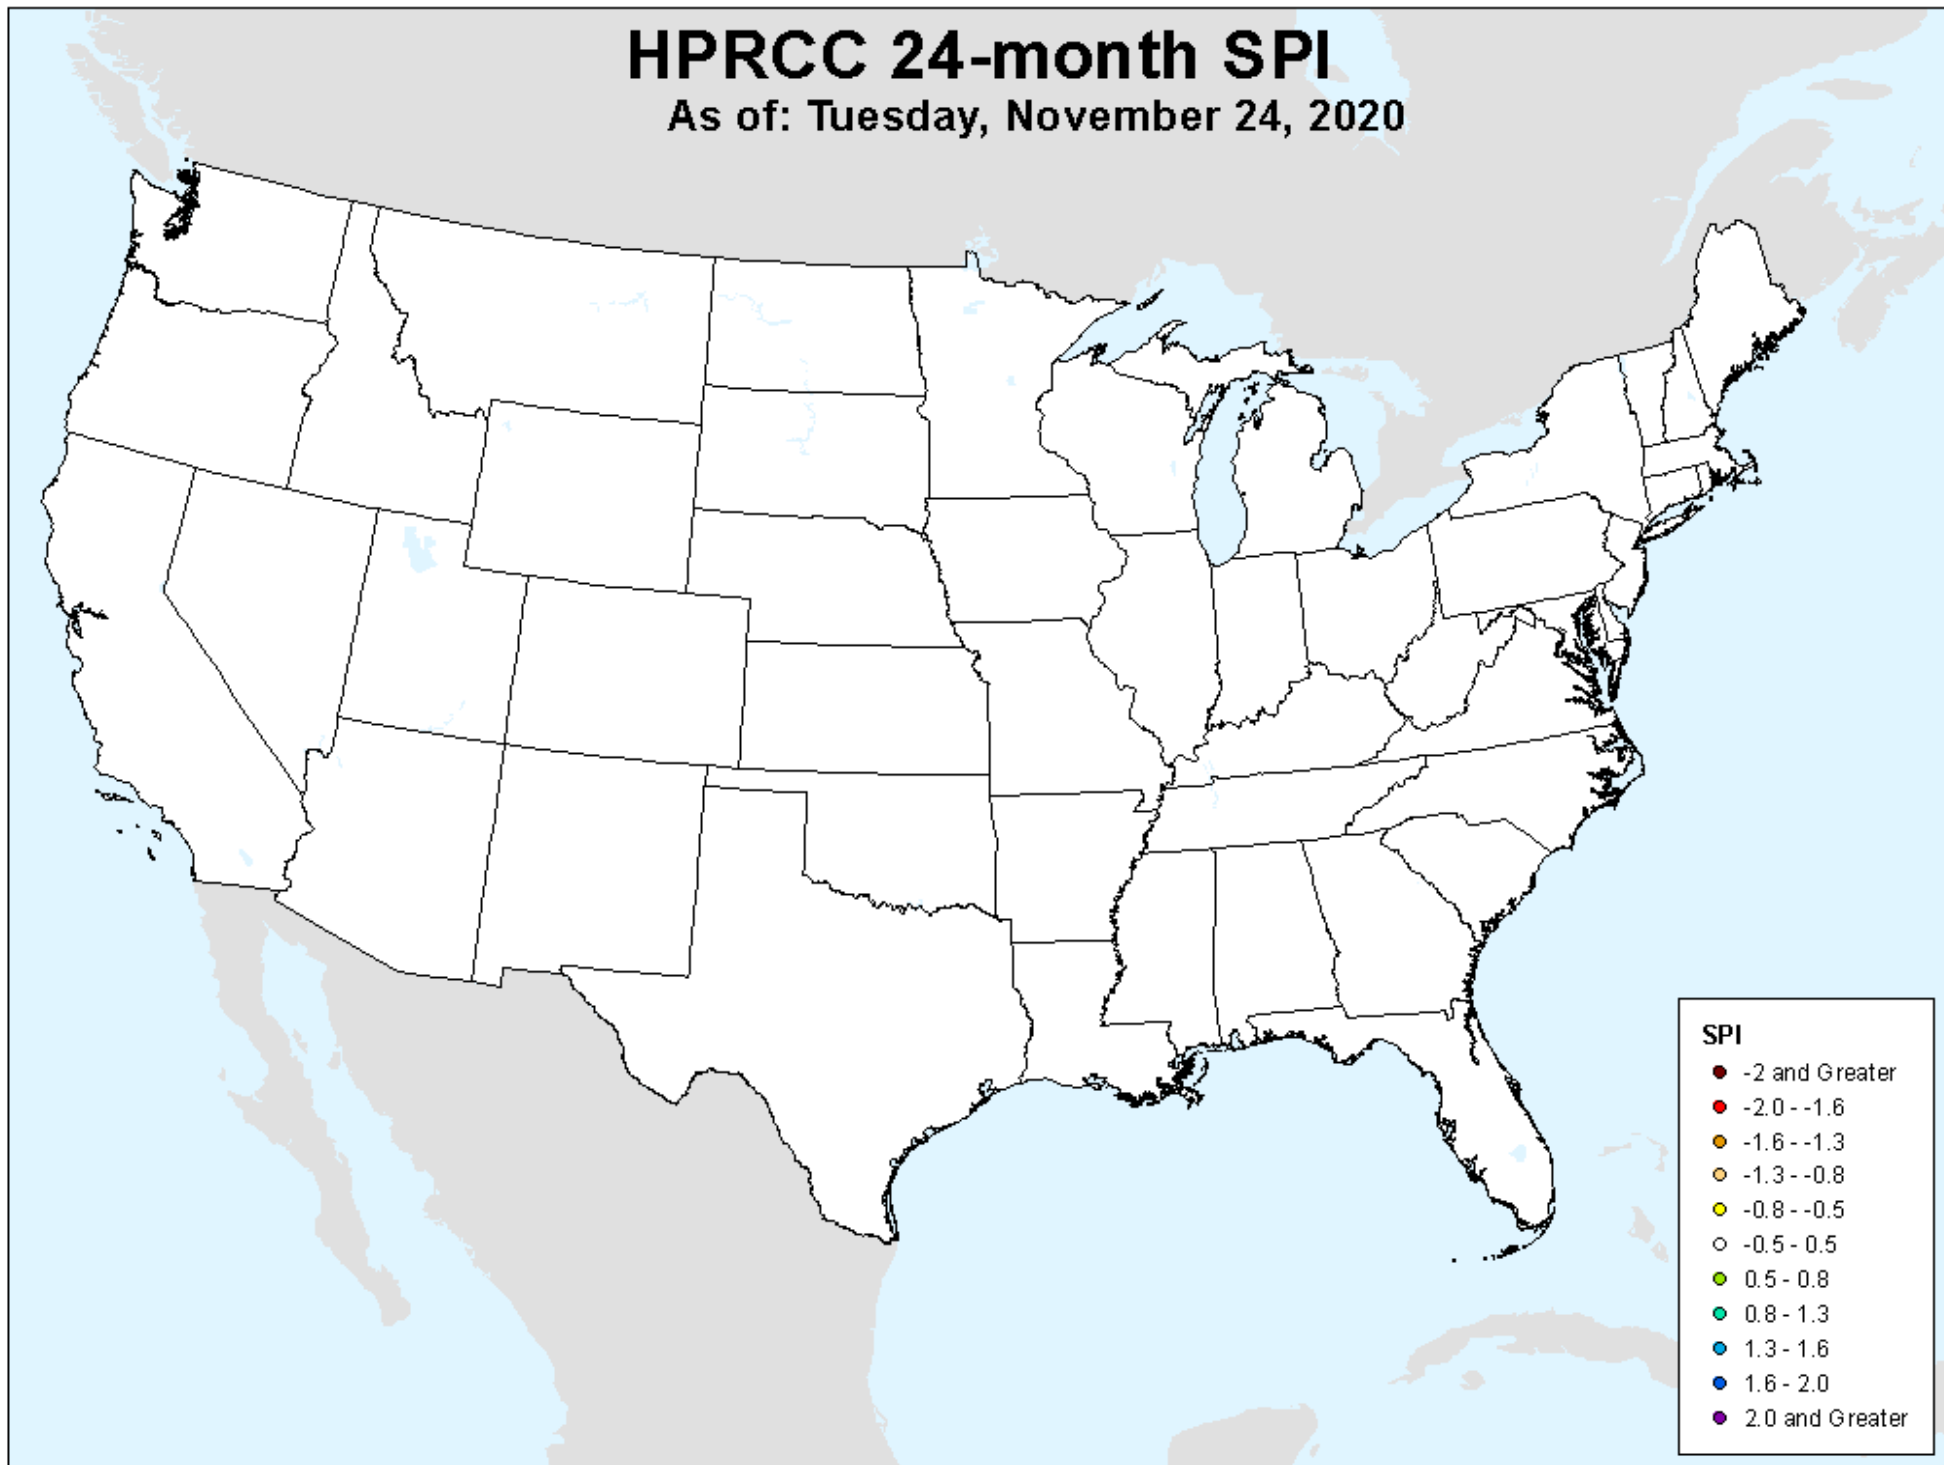 HPRCC 24-month SPI
As of: Tuesday, November 24, 2020
SPI
-2 and Greater
-2.0 - -1.6
-1.6 - -1.3
-1.3 - -0.8
-0.8 - -0.5
-0.5 - 0.5
0.5 - 0.8
0.8 - 1.3
1.3 - 1.6
1.6 - 2.0
2.0 and Greater